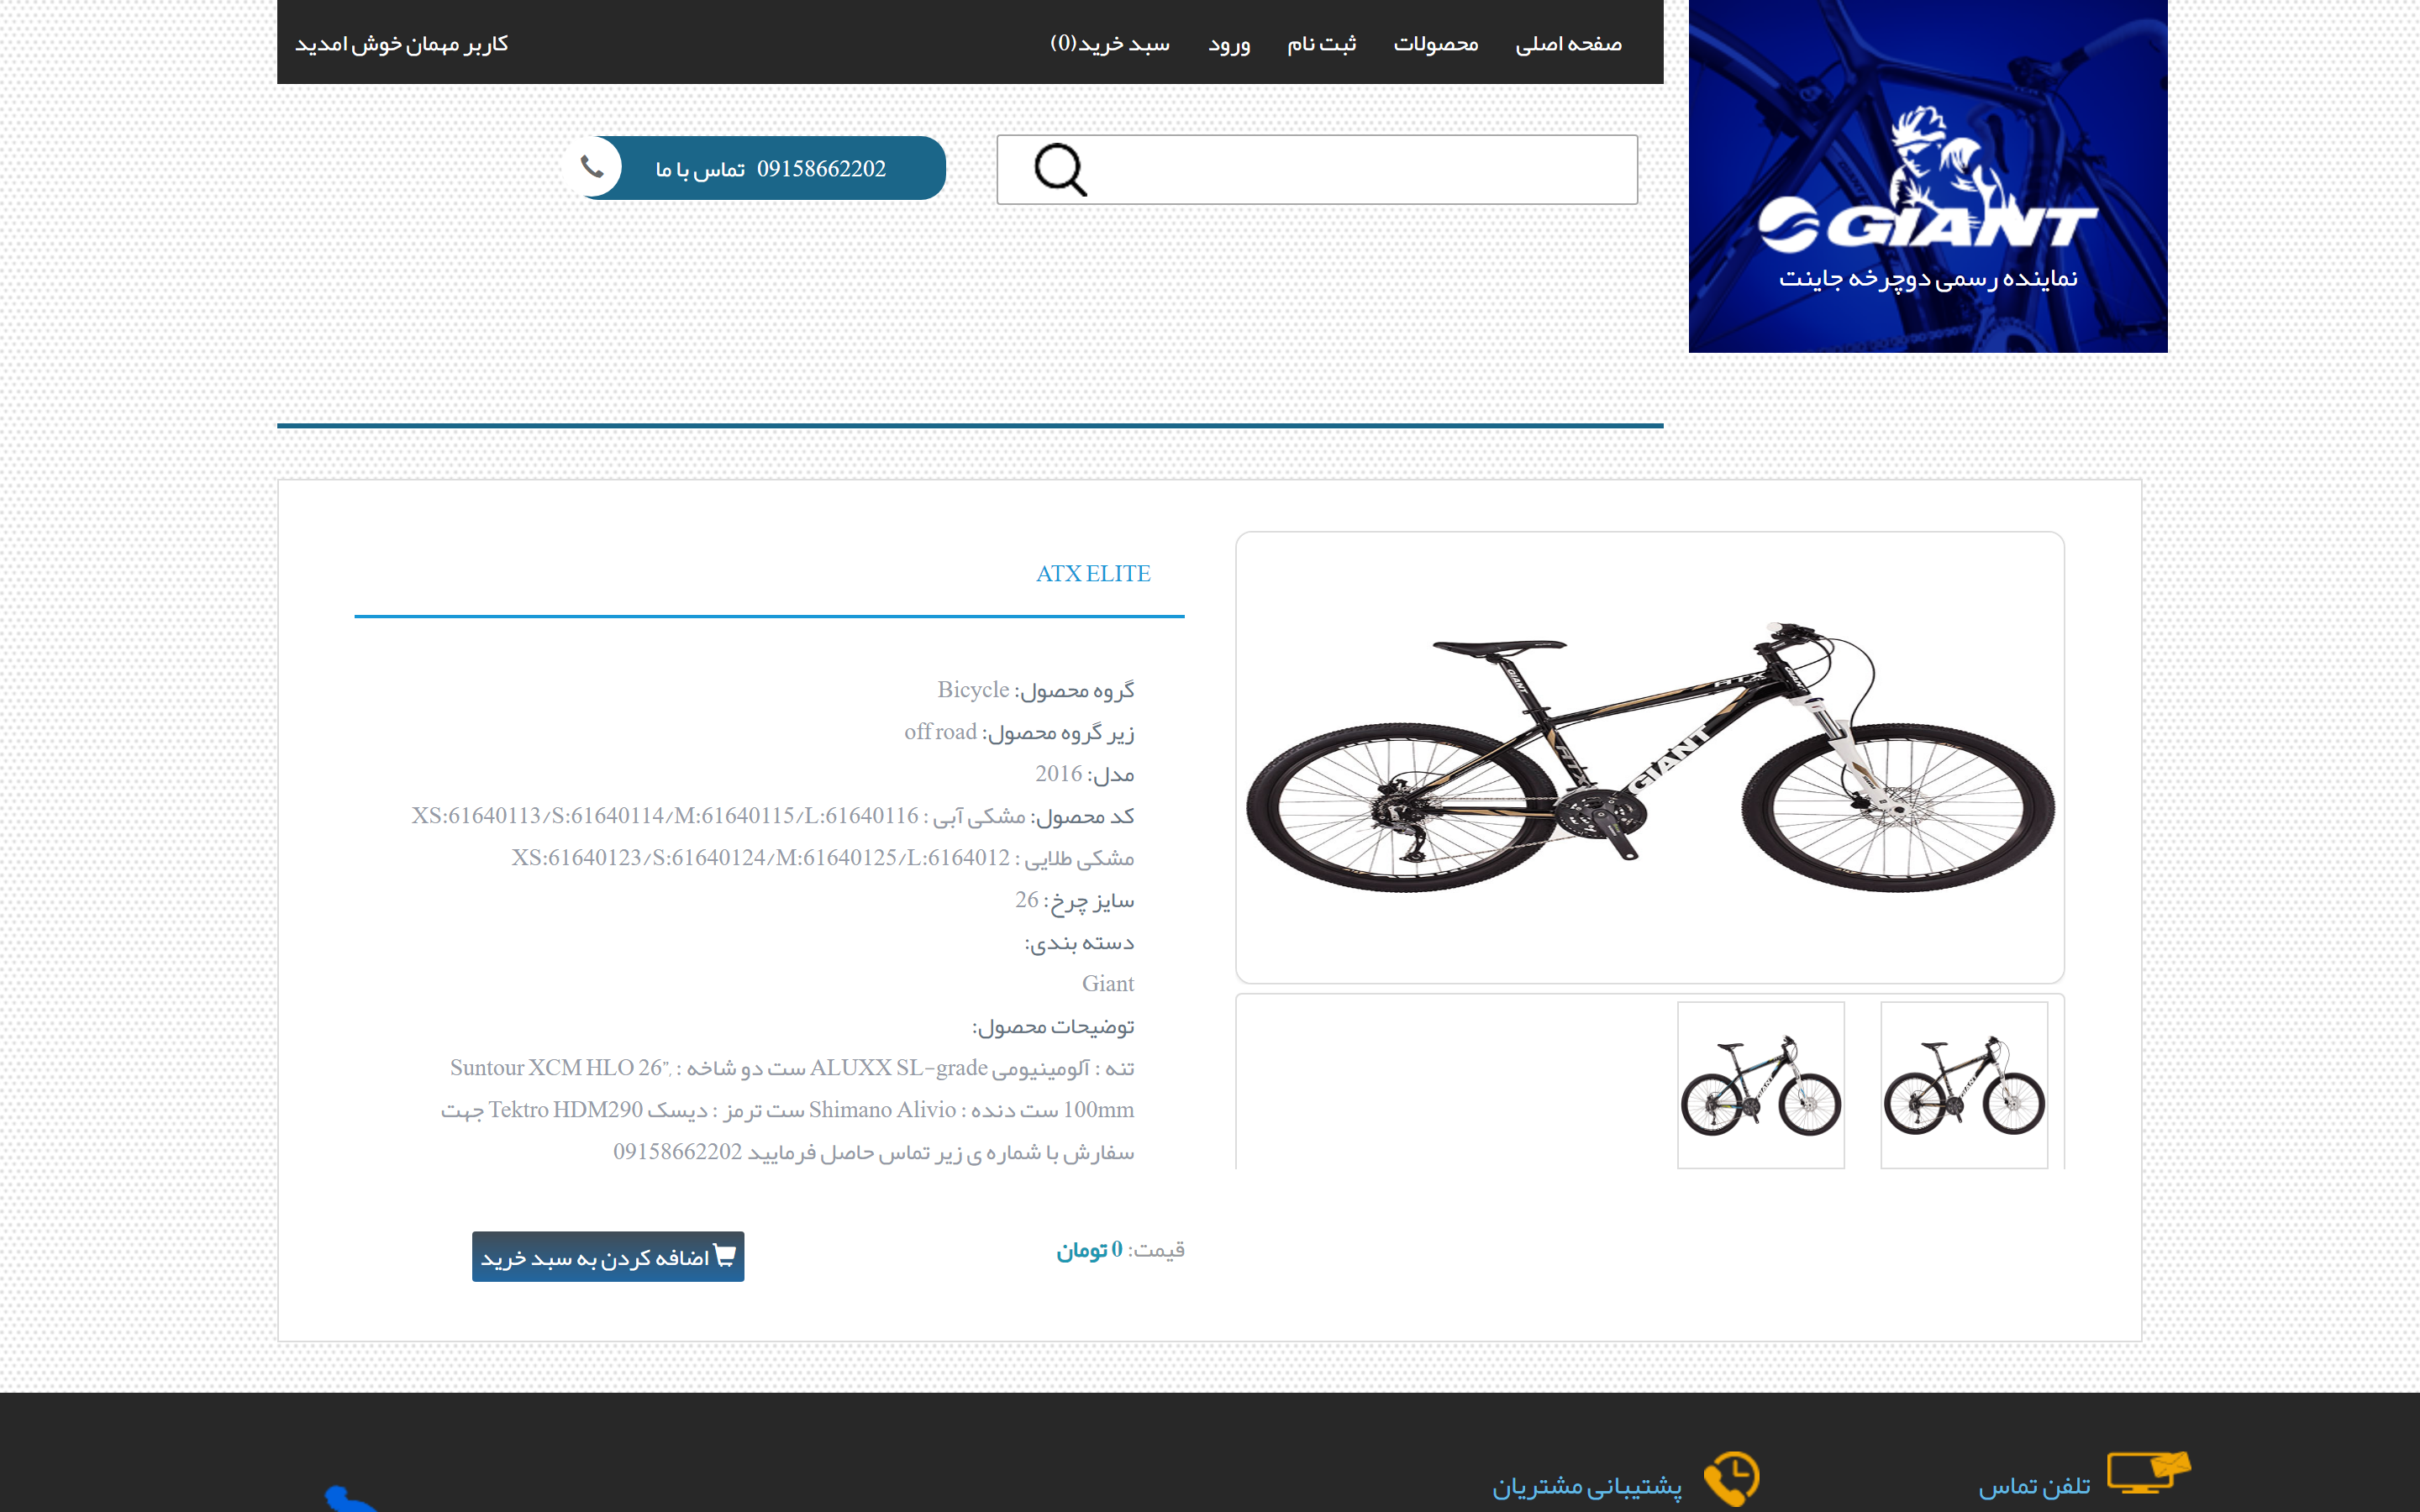 صفحه اصلی
محصولات
ثبت نام
ورود
سبد خرید(0)
کاربر مهمان خوش امدید
GIANT
نماینده رسمی دوچرخه جاینت
09158662202 تماس با ما
ATX ELITE
گروه محصول: Bicycle
زیر گروه محصول: off road
مدل: 2016
کد محصول: مشکی آبی : XS:61640113/S:61640114/M:61640115/L:61640116
مشکی طلایی : XS:61640123/S:61640124/M:61640125/L:6164012
سایز چرخ: 26
دسته بندی:
Giant
توضیحات محصول:
تنه : آلومینیومی ALUXX SL-grade ست دو شاخه : Suntour XCM HLO 26”,
100mm ست دنده : Shimano Alivio ست ترمز : دیسک Tektro HDM290 جهت
سفارش با شماره ی زیر تماس حاصل فرمایید 09158662202
قیمت: 0 تومان
اضافه کردن به سبد خرید
GIANT
ATX
GIANT
ATX
GIANT
تلفن تماس
پشتیبانی مشتریان